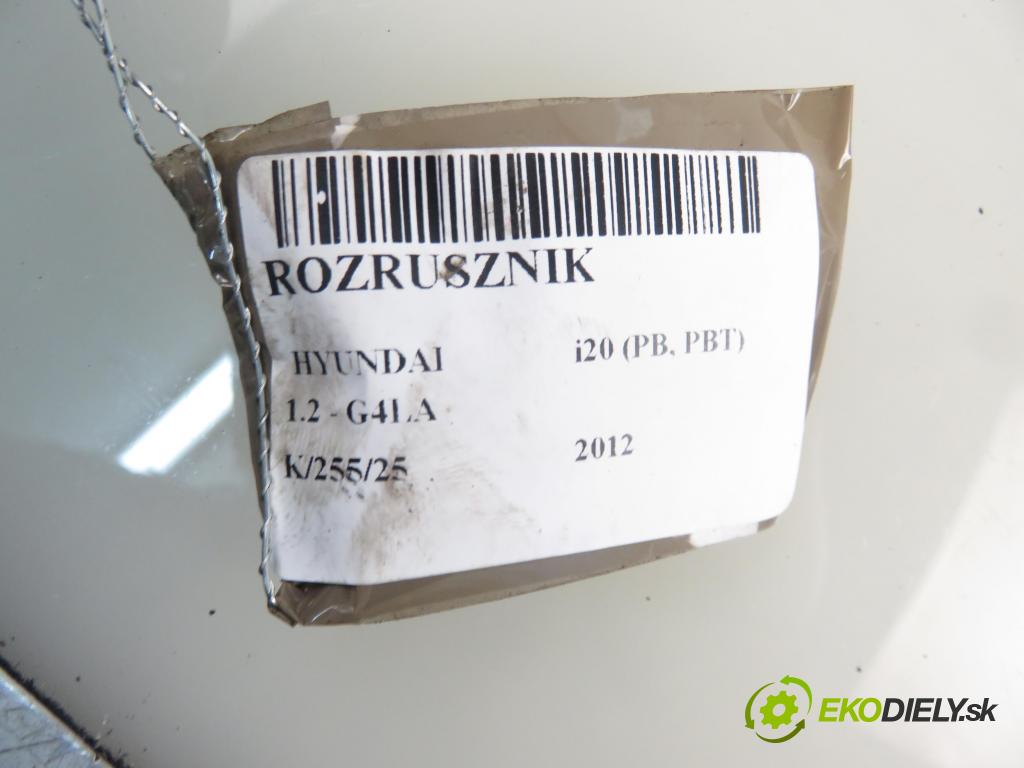 ROZRUSZNIK
HYUNDAI i20 (PB, PBT)
1.2 - G4LA
K/255/25 2012
EKODIELY.sk